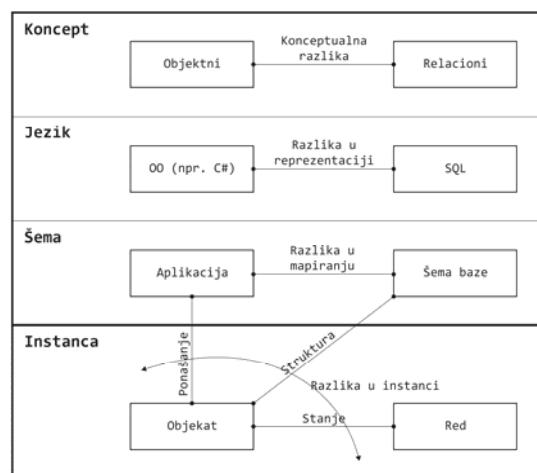 Koncept
Objektni
Konceptualna
razlika
Relacioni
Jezik
OO (npr. C#)
Razlika u
reprezentaciji
SQL
Šema
Aplikacija
Razlika u
mapiranju
Šema baze
Instanca
Ponašanje
Struktura
Razlika u instanci
Objekat
Stanje
Red